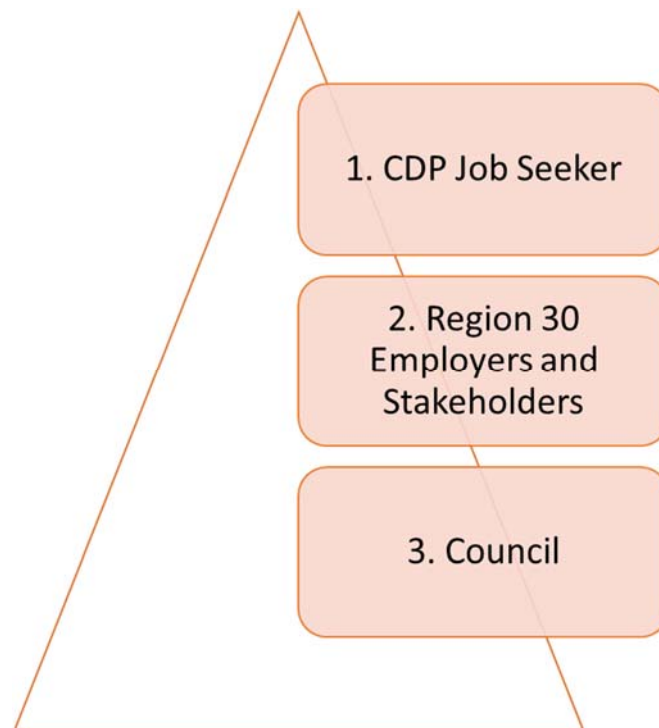 1. CDP Job Seeker
2. Region 30
Employers and
Stakeholders
3. Council